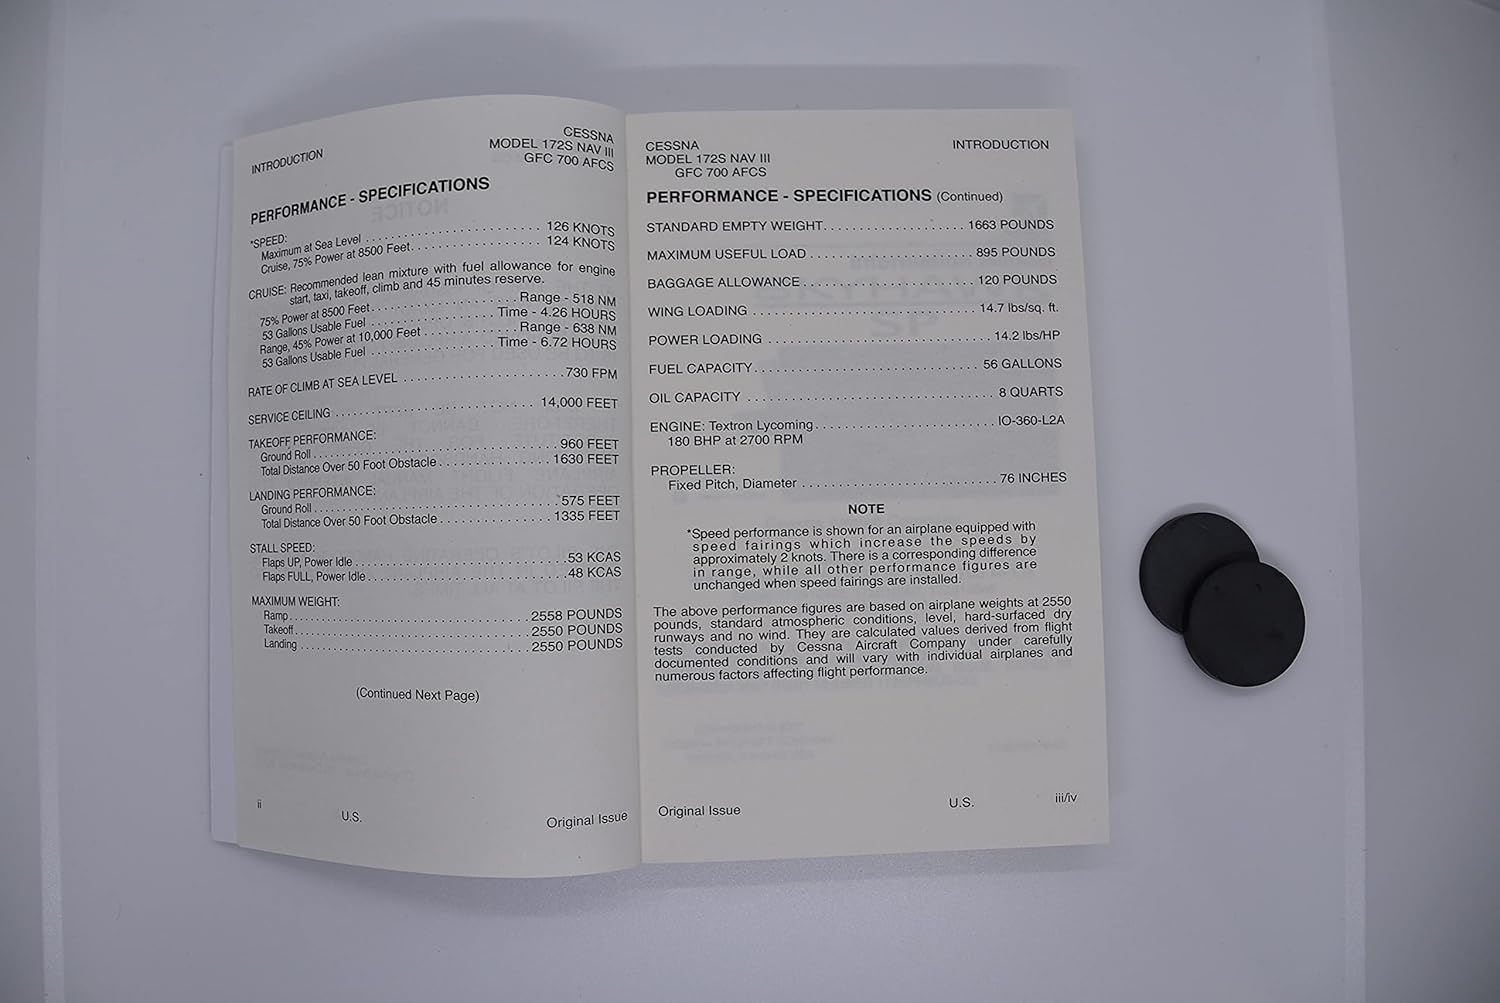 INTRODUCTION
CESSNA
MODEL 172S NAV III
GFC 700 AFCS
PERFORMANCE - SPECIFICATIONS
*SPEED:
Maximum at Sea Level . . . . . . . . . . . . . . . . . . . . . . . . 126 KNOTS
Cruise, 75% Power at 8500 Feet. . . . . . . . . . . . . . . . . 124 KNOTS
CRUISE: Recommended lean mixture with fuel allowance for engine
start, taxi, takeoff, climb and 45 minutes reserve.
75% Power at 8500 Feet. . . . . . . . . . . . . . . . . . . . Range - 518 NM
53 Gallons Usable Fuel . . . . . . . . . . . . . . . . . Time - 4.26 HOURS
Range, 45% Power at 10,000 Feet . . . . . . . . . . . . Range - 638 NM
53 Gallons Usable Fuel . . . . . . . . . . . . . . . . . Time - 6.72 HOURS
RATE OF CLIMB AT SEA LEVEL . . . . . . . . . . . . . . . . . . . . . 730 FPM
SERVICE CEILING . . . . . . . . . . . . . . . . . . . . . . . . . . 14,000 FEET
TAKEOFF PERFORMANCE:
Ground Roll . . . . . . . . . . . . . . . . . . . . . . . . . . . . . . . 960 FEET
Total Distance Over 50 Foot Obstacle . . . . . . . . . . . . . . . 1630 FEET
LANDING PERFORMANCE:
Ground Roll . . . . . . . . . . . . . . . . . . . . . . . . . . . . . . . 575 FEET
Total Distance Over 50 Foot Obstacle . . . . . . . . . . . . . . . 1335 FEET
STALL SPEED:
Flaps UP, Power Idle . . . . . . . . . . . . . . . . . . . . . . . . . . 53 KCAS
Flaps FULL, Power Idle . . . . . . . . . . . . . . . . . . . . . . . . 48 KCAS
MAXIMUM WEIGHT:
Ramp . . . . . . . . . . . . . . . . . . . . . . . . . . . . . . . 2558 POUNDS
Takeoff . . . . . . . . . . . . . . . . . . . . . . . . . . . . . . 2550 POUNDS
Landing . . . . . . . . . . . . . . . . . . . . . . . . . . . . . . 2550 POUNDS
(Continued Next Page)
ii
U.S.
Original Issue
CESSNA
MODEL 172S NAV III
GFC 700 AFCS
INTRODUCTION
PERFORMANCE - SPECIFICATIONS (Continued)
STANDARD EMPTY WEIGHT. . . . . . . . . . . . . . . . . . . . . 1663 POUNDS
MAXIMUM USEFUL LOAD . . . . . . . . . . . . . . . . . . . . . . 895 POUNDS
BAGGAGE ALLOWANCE . . . . . . . . . . . . . . . . . . . . . . . 120 POUNDS
WING LOADING . . . . . . . . . . . . . . . . . . . . . . . . . . . . 14.7 lbs/sq. ft.
POWER LOADING . . . . . . . . . . . . . . . . . . . . . . . . . . . . 14.2 lbs/HP
FUEL CAPACITY. . . . . . . . . . . . . . . . . . . . . . . . . . . . . 56 GALLONS
OIL CAPACITY . . . . . . . . . . . . . . . . . . . . . . . . . . . . . . . 8 QUARTS
ENGINE: Textron Lycoming . . . . . . . . . . . . . . . . . . . . . . IO-360-L2A
180 BHP at 2700 RPM
PROPELLER:
Fixed Pitch, Diameter . . . . . . . . . . . . . . . . . . . . . . . . . 76 INCHES
NOTE
*Speed performance is shown for an airplane equipped with
speed fairings which increase the speeds by
approximately 2 knots. There is a corresponding difference
in range, while all other performance figures are
unchanged when speed fairings are installed.
The above performance figures are based on airplane weights at 2550
pounds, standard atmospheric conditions, level, hard-surfaced dry
runways and no wind. They are calculated values derived from flight
tests conducted by Cessna Aircraft Company under carefully
documented conditions and will vary with individual airplanes and
numerous factors affecting flight performance.
Original Issue
U.S.
iii/iv